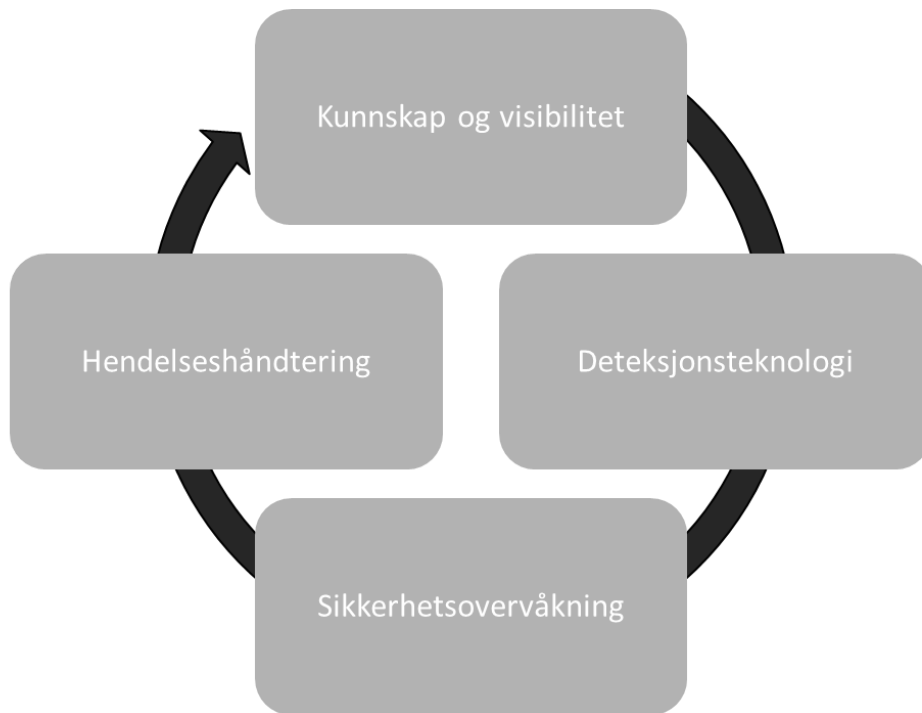 Kunnskap og visibilitet
Hendelseshåndtering
Deteksjonsteknologi
Sikkerhetsovervåkning